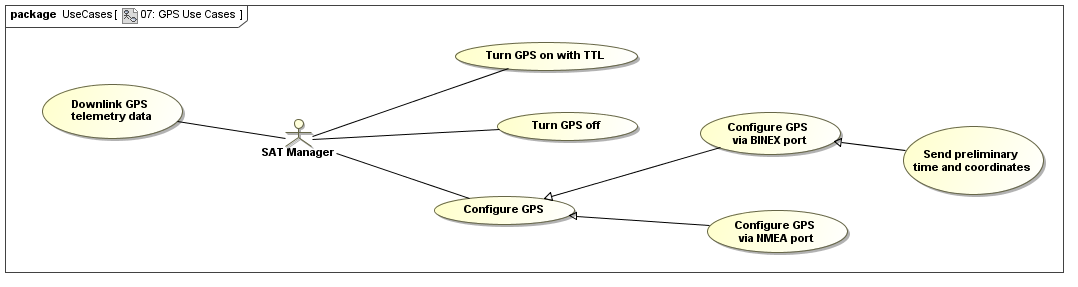 package UseCases [ 07: GPS Use Cases ]
Turn GPS on with TTL
Downlink GPS
telemetry data
Turn GPS off
SAT Manager
Configure GPS
via BINEX port
Send preliminary
time and coordinates
Configure GPS
Configure GPS
via NMEA port